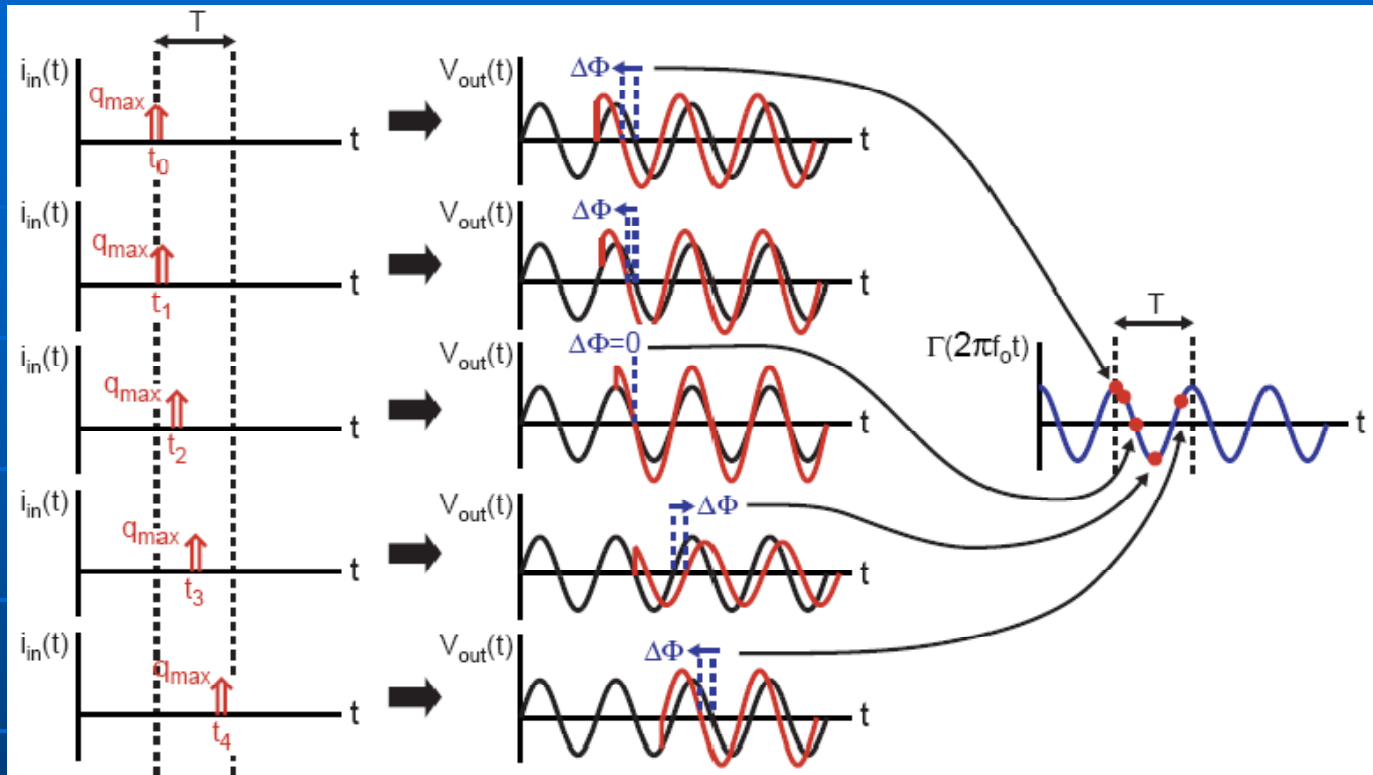 T
i_in(t)
q_max
t_0
t
V_out(t)
ΔΦ
t
i_in(t)
q_max
t_1
t
V_out(t)
ΔΦ
t
i_in(t)
q_max
t_2
t
V_out(t)
ΔΦ=0
t
T
Γ(2πf_ot)
t
i_in(t)
q_max
t_3
t
V_out(t)
ΔΦ
t
i_in(t)
q_max
t_4
t
V_out(t)
ΔΦ
t